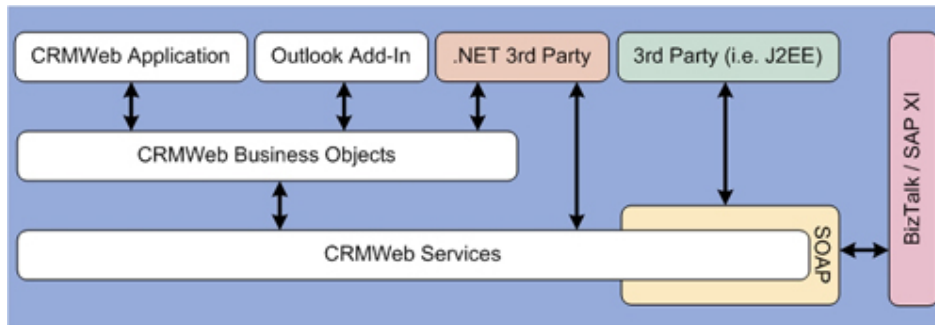 CRMWeb Application
Outlook Add-In
.NET 3rd Party
3rd Party (i.e. J2EE)
BizTalk / SAP XI
CRMWeb Business Objects
CRMWeb Services
SOAP